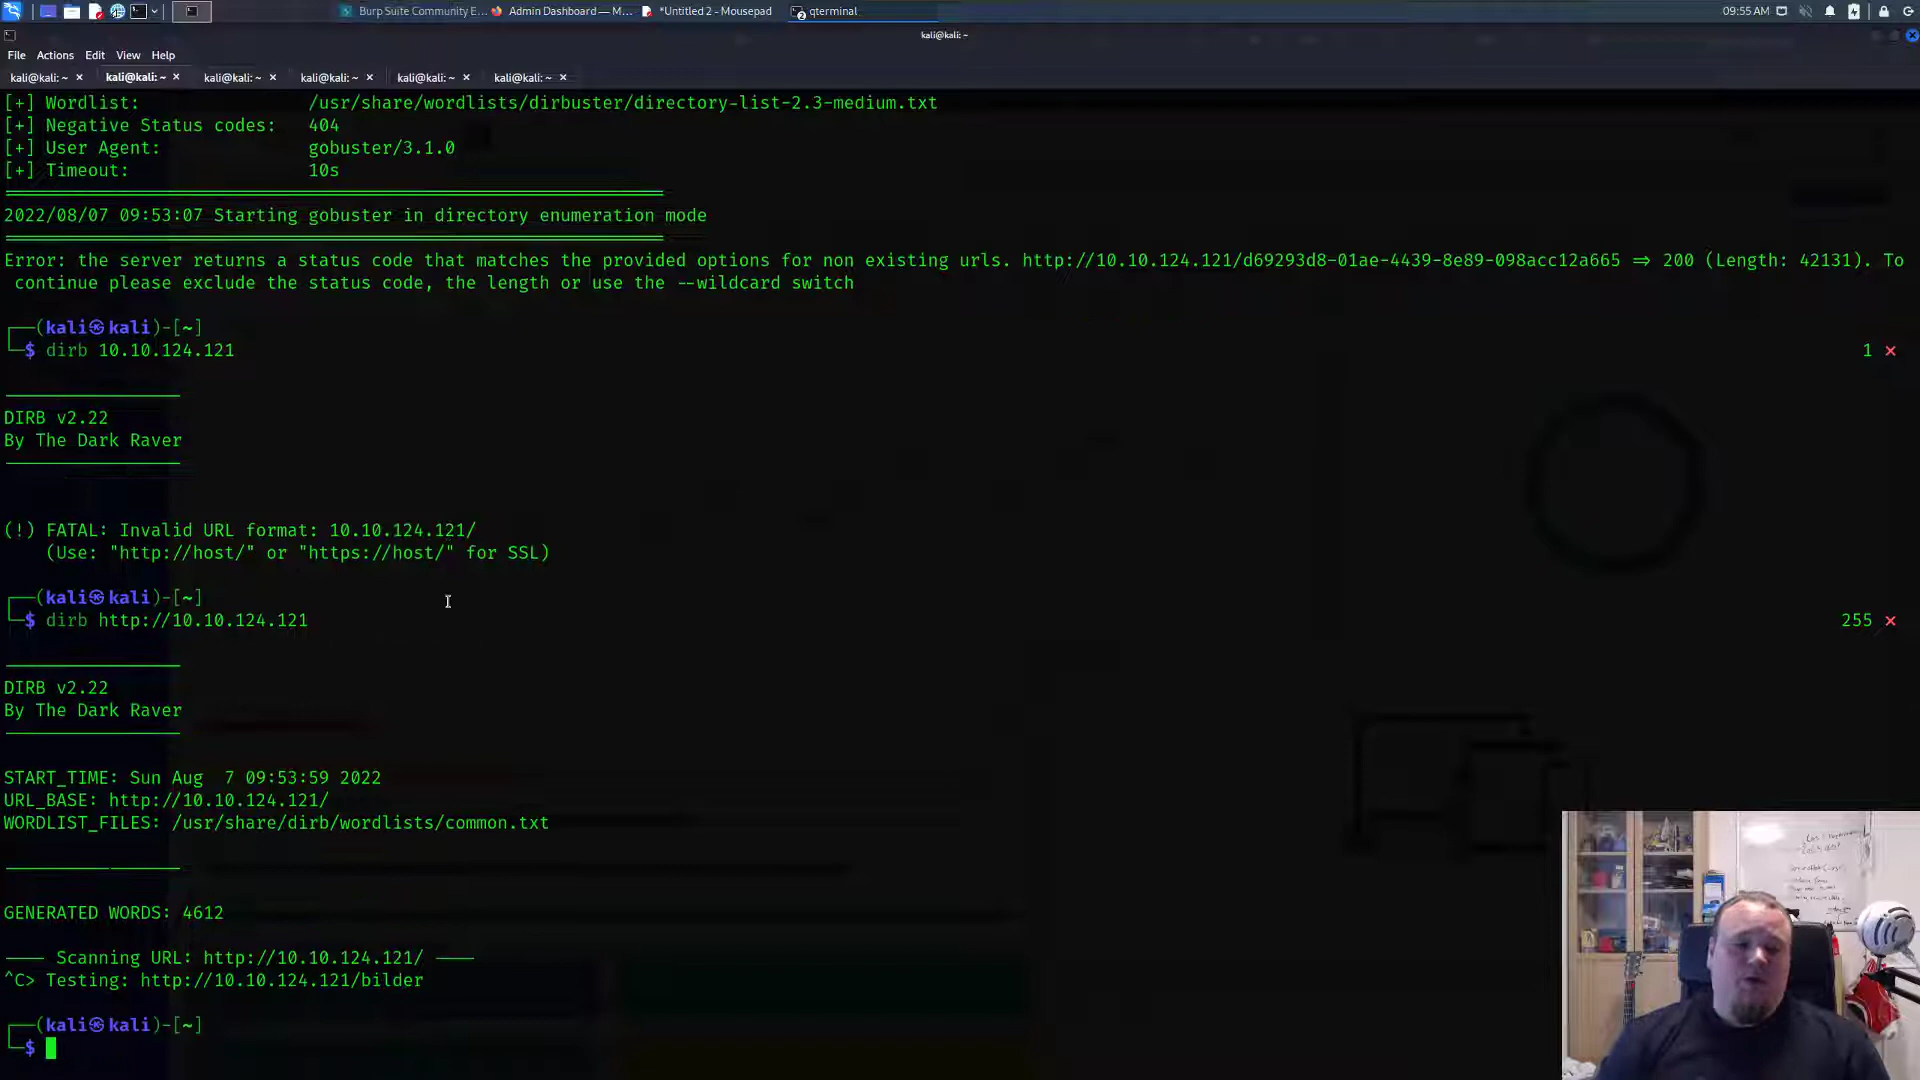 Burp Suite Community E...
Admin Dashboard — M...
*Untitled 2 - Mousepad
qterminal
09:55 AM
kali@kali: ~
File Actions Edit View Help
kali@kali: ~ × kali@kali: ~ × kali@kali: ~ × kali@kali: ~ × kali@kali: ~ × kali@kali: ~ ×
[+] Wordlist: /usr/share/wordlists/dirbuster/directory-list-2.3-medium.txt
[+] Negative Status codes: 404
[+] User Agent: gobuster/3.1.0
[+] Timeout: 10s
===============================================================
2022/08/07 09:53:07 Starting gobuster in directory enumeration mode
===============================================================
Error: the server returns a status code that matches the provided options for non existing urls. http://10.10.124.121/d69293d8-01ae-4439-8e89-098acc12a665 => 200 (Length: 42131). To
continue please exclude the status code, the length or use the --wildcard switch
┌──(kali㉿kali)-[~]
└─$ dirb 10.10.124.121 1 ⨯
-----------------
DIRB v2.22
By The Dark Raver
-----------------
(!) FATAL: Invalid URL format: 10.10.124.121/
(Use: "http://host/" or "https://host/" for SSL)
┌──(kali㉿kali)-[~]
└─$ dirb http://10.10.124.121 255 ⨯
-----------------
DIRB v2.22
By The Dark Raver
-----------------
START_TIME: Sun Aug  7 09:53:59 2022
URL_BASE: http://10.10.124.121/
WORDLIST_FILES: /usr/share/dirb/wordlists/common.txt
-----------------
GENERATED WORDS: 4612
---- Scanning URL: http://10.10.124.121/ ----
^C> Testing: http://10.10.124.121/bilder
┌──(kali㉿kali)-[~]
└─$